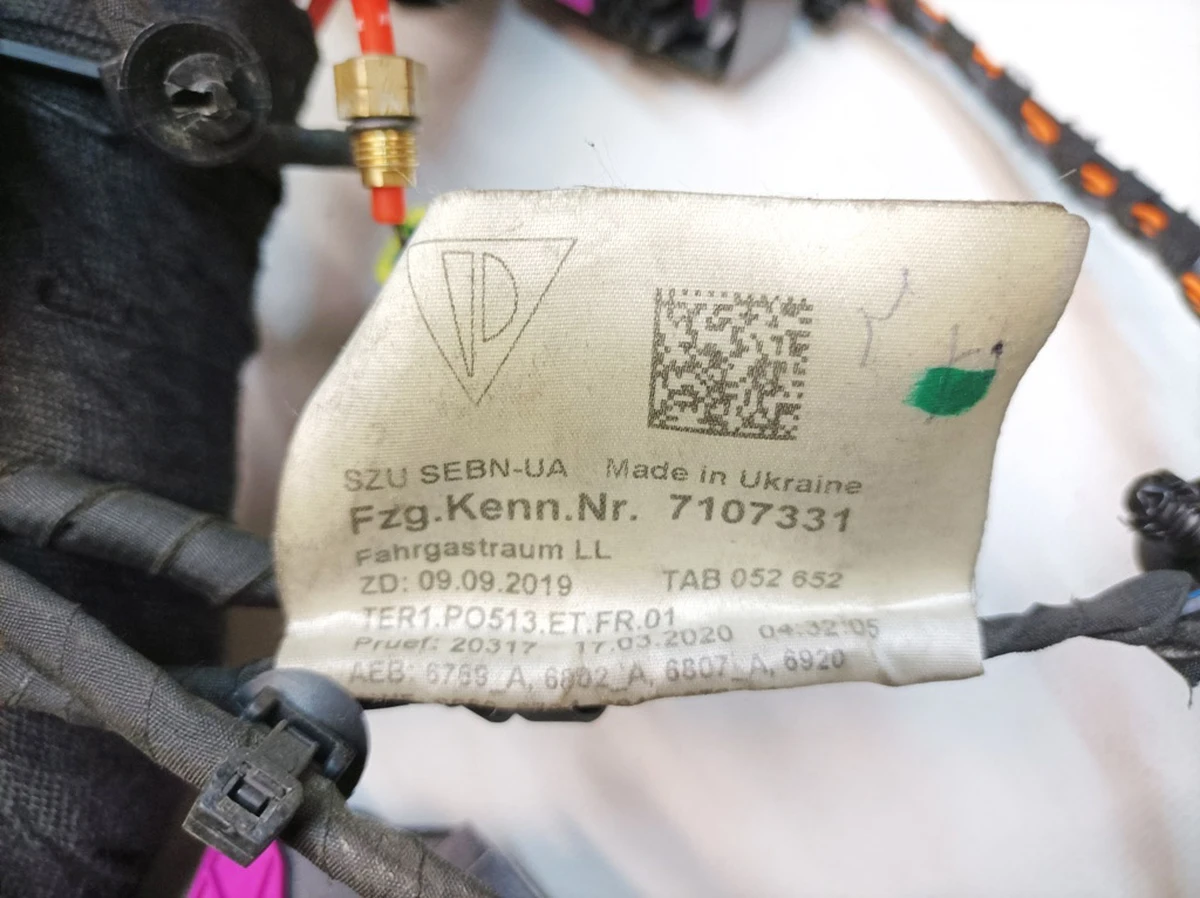 SZU SEBN-UA Made in Ukraine
Fzg.Kenn.Nr. 7107331
Fahrgastraum LL
ZD: 09.09.2019 TAB 052 652
TER1.PO513.ET.FR.01
Pruef: 20317 17.03.2020 04:32:05
AEB: 6789_A, 6802_A, 6807_A, 6920